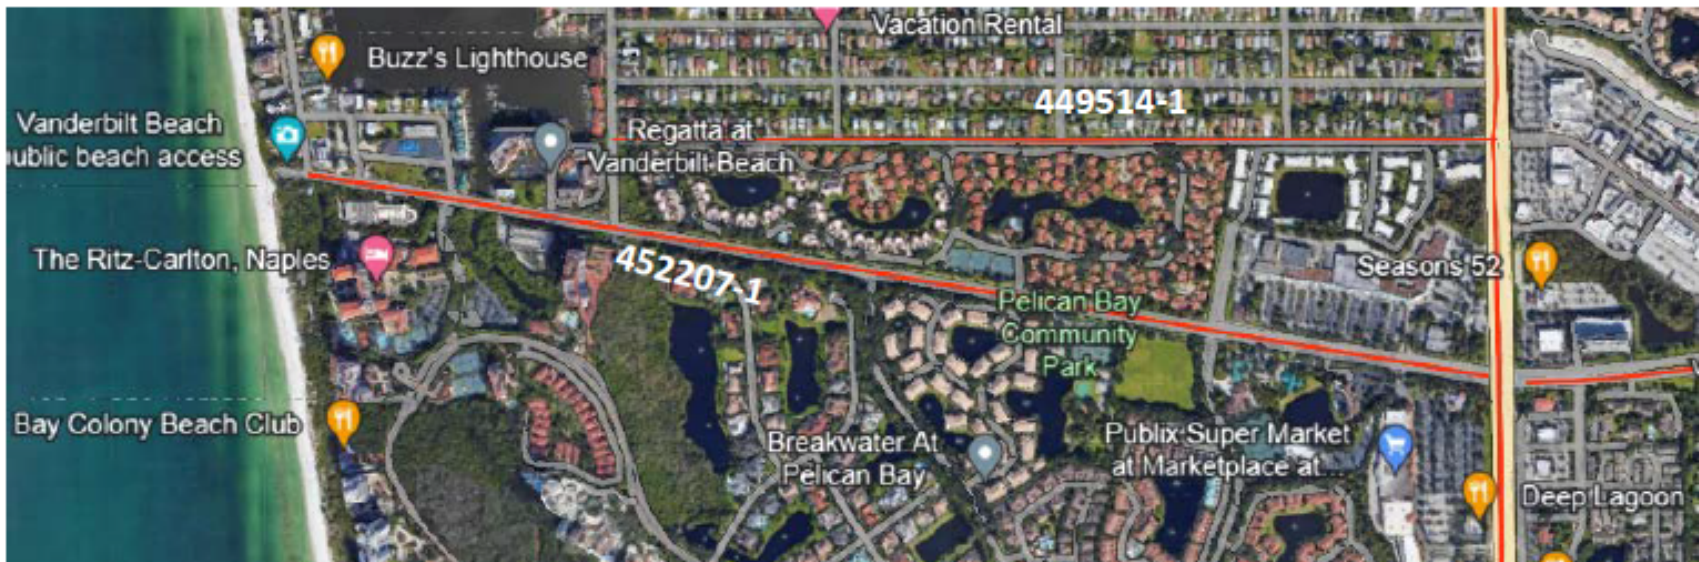 Vacation Rental
Buzz's Lighthouse
449514-1
Vanderbilt Beach
public beach access
Regatta at
Vanderbilt Beach
The Ritz-Carlton, Naples
452207-1
Seasons 52
Pelican Bay
Community
Park
Bay Colony Beach Club
Breakwater At
Pelican Bay
Publix Super Market
at Marketplace at...
Deep Lagoon